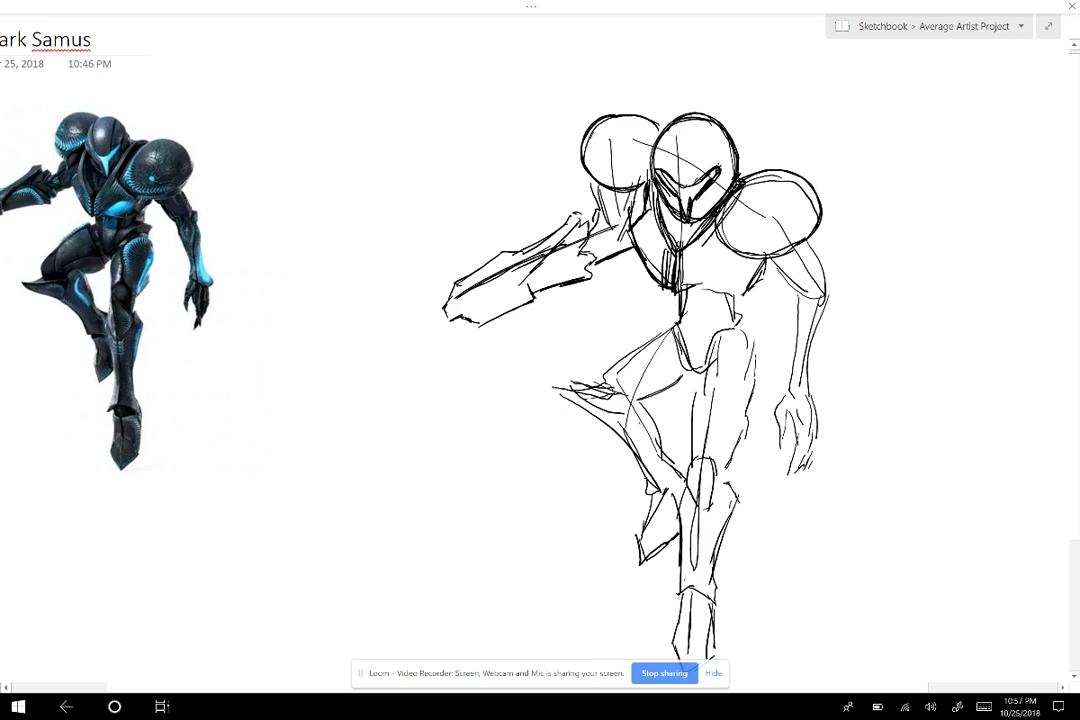 Sketchbook > Average Artist Project
ark Samus
25, 2018 10:46 PM
Loom - Video Recorder: Screen, Webcam and Mic is sharing your screen. Stop sharing Hide
10:57 PM
10/25/2018